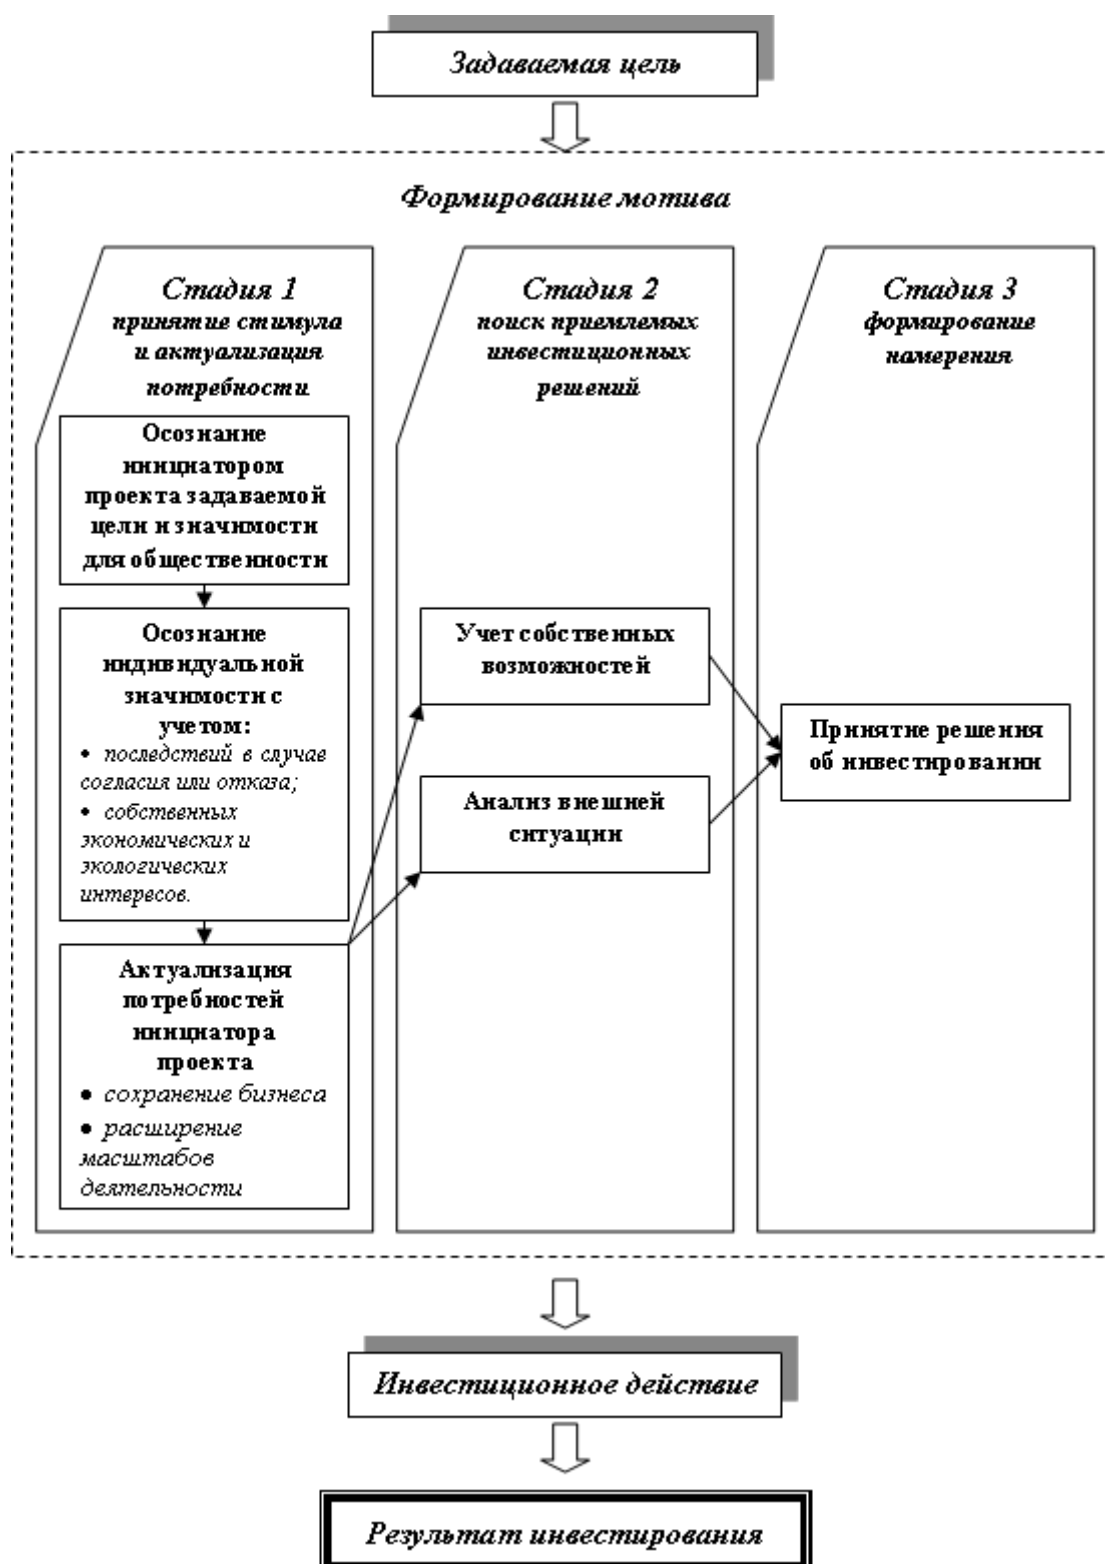 Задаваемая цель
Формирование мотива
Стадия 1
принятие стимула
и актуализация
потребности
Осознание
инициатором
проекта задаваемой
цели и значимости
для общественности
Осознание
индивидуальной
значимости с
учетом:
• последствий в случае
согласия или отказа;
• собственных
экономических и
экологических
интересов.
Актуализация
потребностей
инициатора
проекта
• сохранение бизнеса
• расширение
масштабов
деятельности
Стадия 2
поиск приемлемых
инвестиционных
решений
Учет собственных
возможностей
Анализ внешней
ситуации
Стадия 3
формирование
намерения
Принятие решения
об инвестировании
Инвестиционное действие
Результат инвестирования